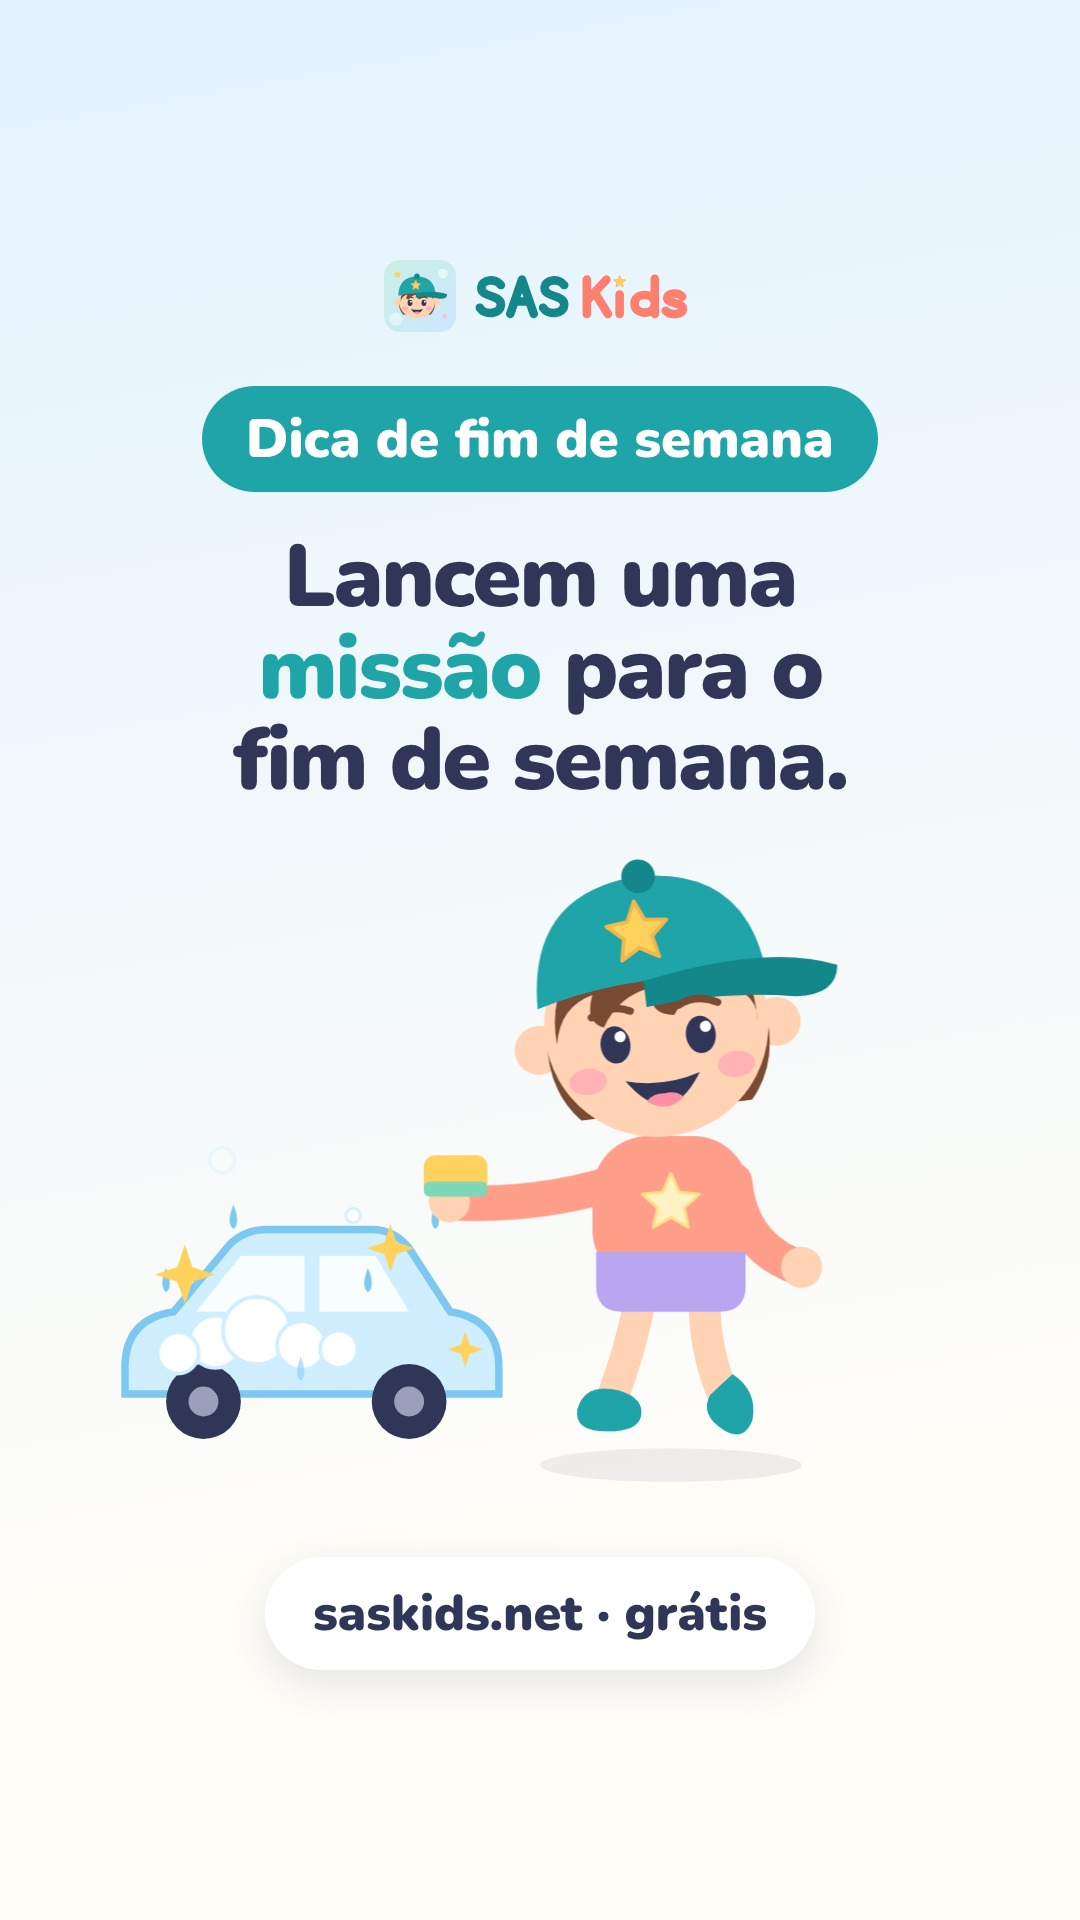 SAS Kids
Dica de fim de semana
Lancem uma
missão para o
fim de semana.
saskids.net · grátis